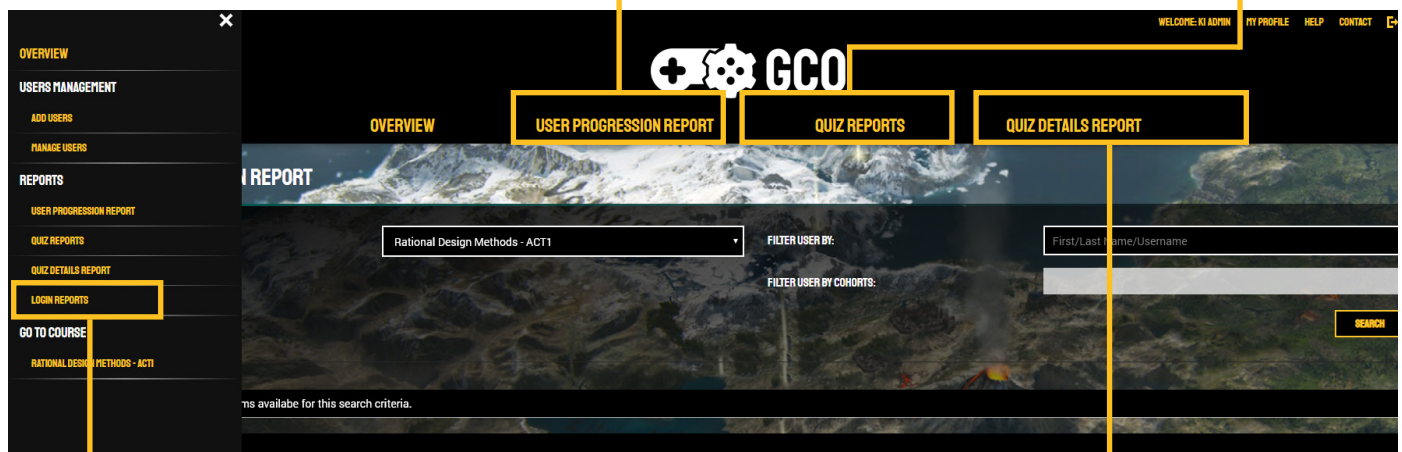 WELCOME: KI ADMIN MY PROFILE HELP CONTACT
GCO
OVERVIEW USER PROGRESSION REPORT QUIZ REPORTS QUIZ DETAILS REPORT
OVERVIEW
USERS MANAGEMENT
ADD USERS
MANAGE USERS
REPORTS
USER PROGRESSION REPORT
QUIZ REPORTS
QUIZ DETAILS REPORT
LOGIN REPORTS
GO TO COURSE
RATIONAL DESIGN METHODS - ACT1
REPORT
Rational Design Methods - ACT1
FILTER USER BY:
First/Last Name/Username
FILTER USER BY COHORTS:
SEARCH
availabe for this search criteria.